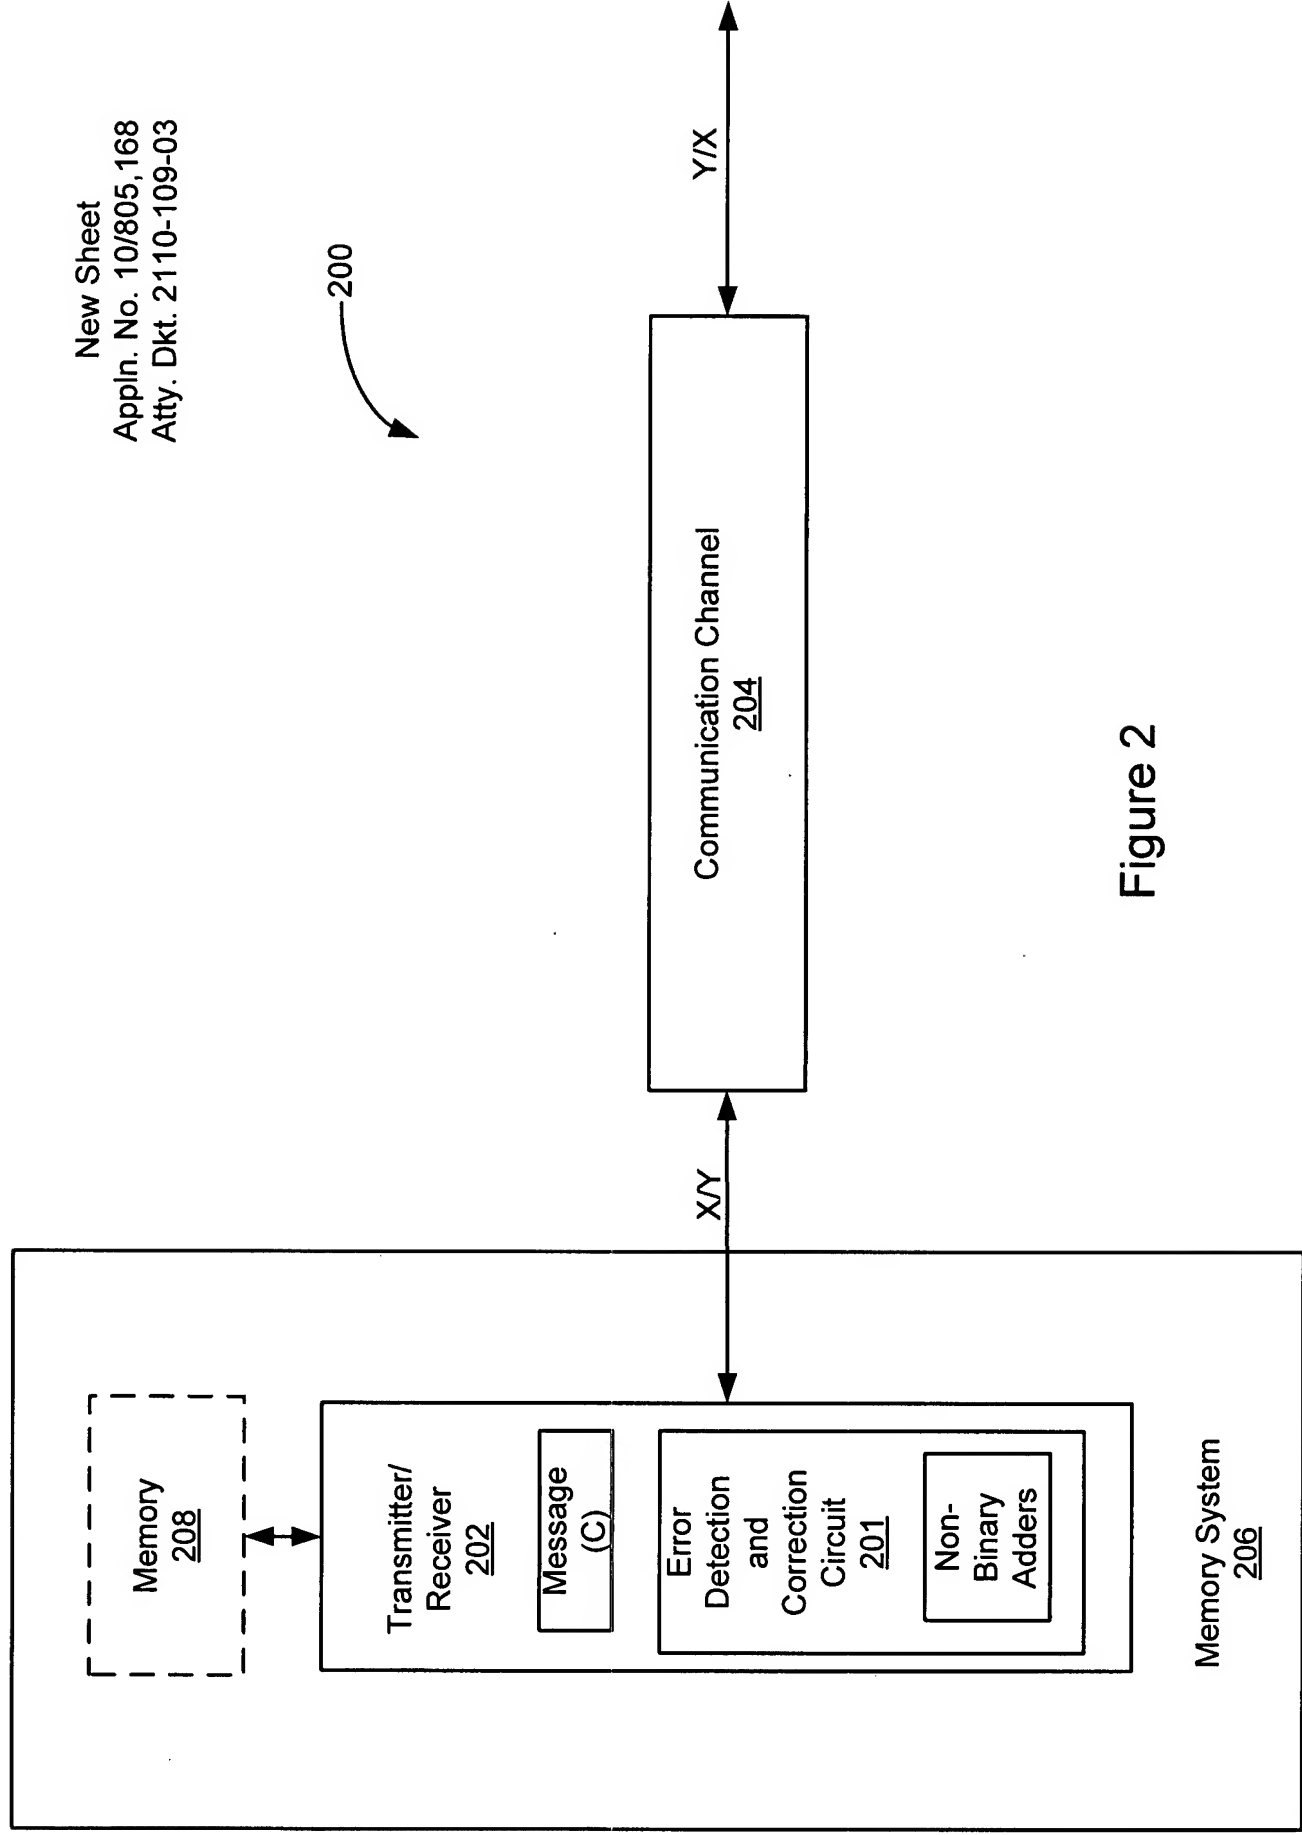 New Sheet
Appln. No. 10/805,168
Atty. Dkt. 2110-109-03
200
Memory
208
Transmitter/
Receiver
202
Message
(C)
Error
Detection
and
Correction
Circuit
201
Non-
Binary
Adders
Memory System
206
X/Y
Communication Channel
204
Y/X
Figure 2